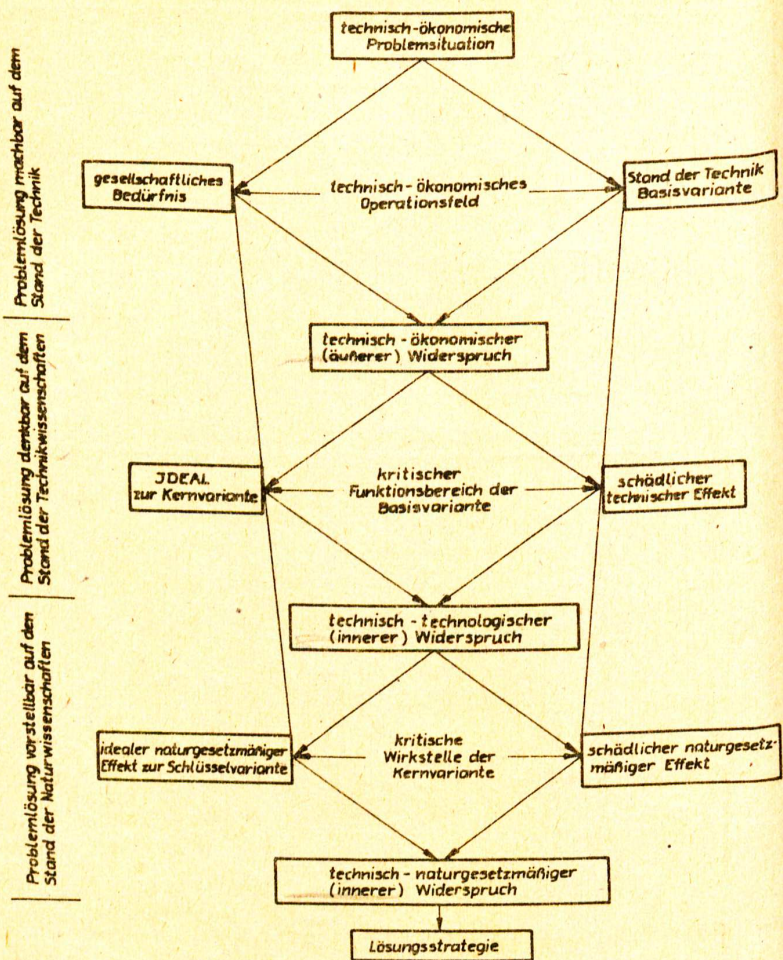 technisch-ökonomische
Problemsituation
Problemlösung machbar auf dem
Stand der Technik
gesellschaftliches
Bedürfnis
technisch-ökonomisches
Operationsfeld
Stand der Technik
Basisvariante
technisch-ökonomischer
(äußerer) Widerspruch
Problemlösung denkbar auf dem
Stand der Technikwissenschaften
JDEAL
zur Kernvariante
kritischer
Funktionsbereich der
Basisvariante
schädlicher
technischer Effekt
technisch-technologischer
(innerer) Widerspruch
Problemlösung vorstellbar auf den
Stand der Naturwissenschaften
idealer naturgesetzmäßiger
Effekt zur Schlüsselvariante
kritische
Wirkstelle der
Kernvariante
schädlicher naturgesetz-
mäßiger Effekt
technisch-naturgesetzmäßiger
(innerer) Widerspruch
Lösungsstrategie